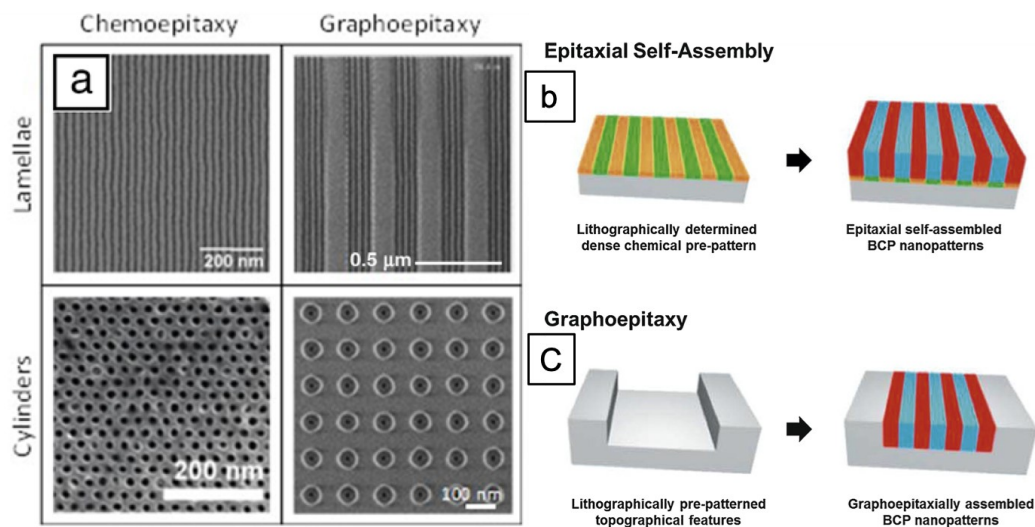 Chemoepitaxy
Graphoepitaxy
Lamellae
Cylinders
a
200 nm
0.5 µm
200 nm
100 nm
Epitaxial Self-Assembly
b
Lithographically determined
dense chemical pre-pattern
Epitaxial self-assembled
BCP nanopatterns
Graphoepitaxy
C
Lithographically pre-patterned
topographical features
Graphoepitaxially assembled
BCP nanopatterns